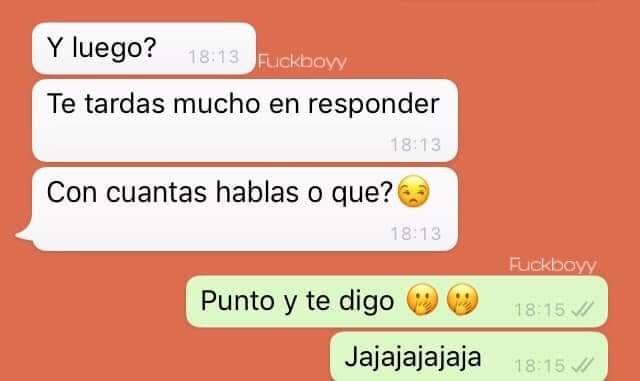 Y luego? 18:13
Fuckboyy
Te tardas mucho en responder
18:13
Con cuantas hablas o que?😒
18:13
Fuckboyy
Punto y te digo 🤭🤭 18:15
Jajajajajaja 18:15